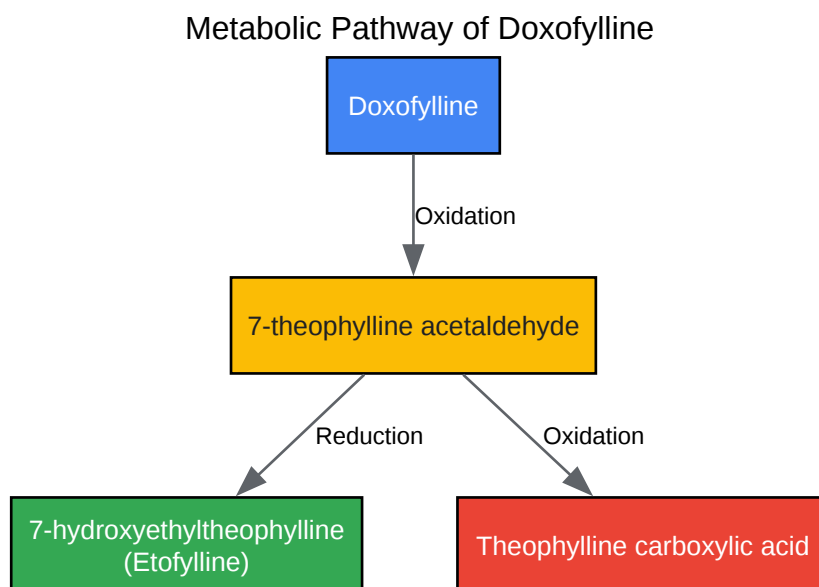 Metabolic Pathway of Doxofylline
Doxofylline
Oxidation
7-theophylline acetaldehyde
Reduction
Oxidation
7-hydroxyethyltheophylline
(Etofylline)
Theophylline carboxylic acid